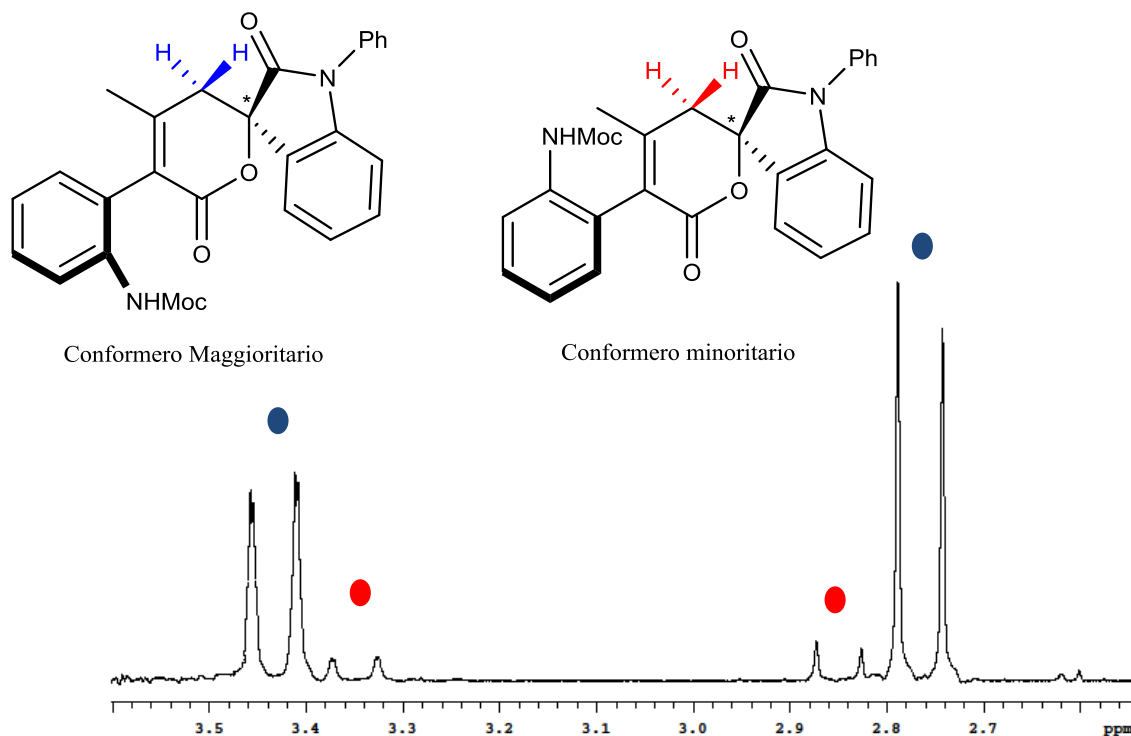 O
Ph
H
H
N
*
O
O
NHMoc
O
Ph
H
H
N
*
NHMoc
O
O
Conformero Maggioritario
Conformero minoritario
3.5 3.4 3.3 3.2 3.1 3.0 2.9 2.8 2.7 ppm